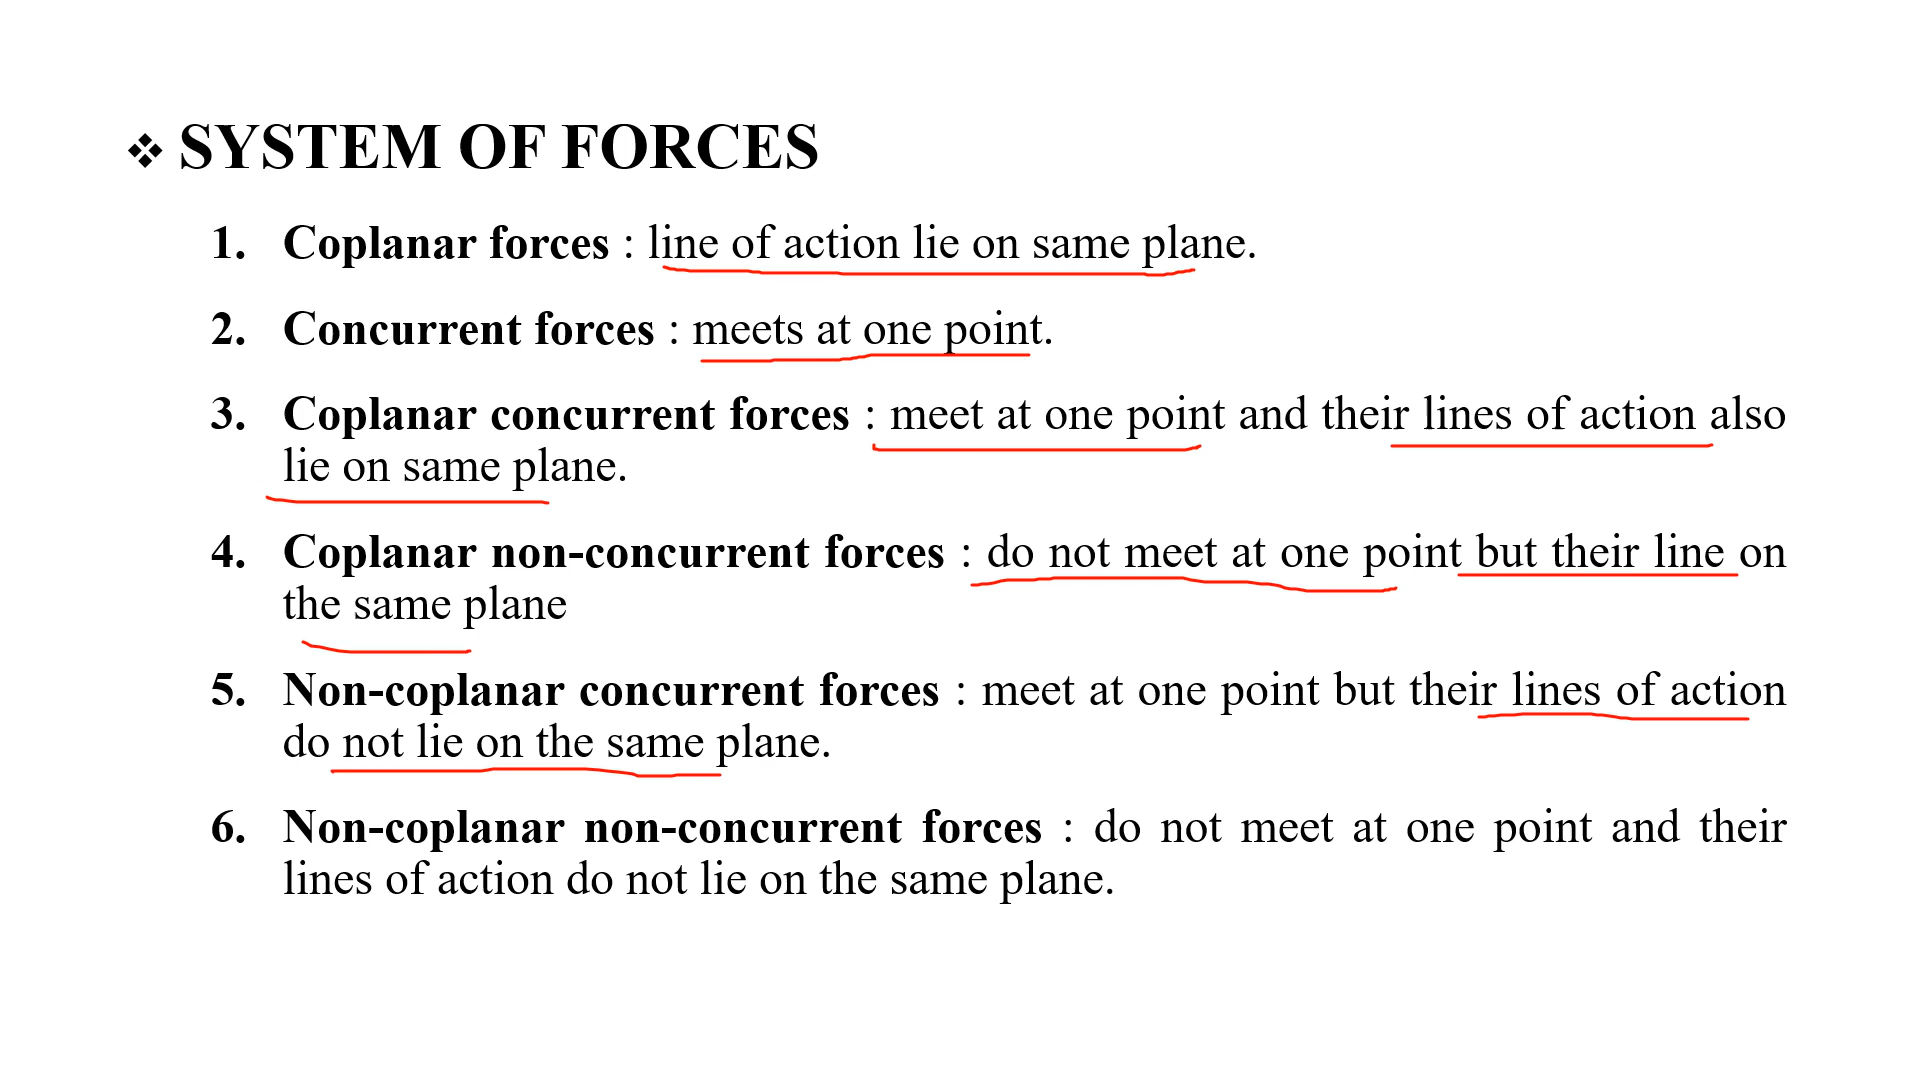 ❖ SYSTEM OF FORCES
1. Coplanar forces : line of action lie on same plane.
2. Concurrent forces : meets at one point.
3. Coplanar concurrent forces : meet at one point and their lines of action also
lie on same plane.
4. Coplanar non-concurrent forces : do not meet at one point but their line on
the same plane
5. Non-coplanar concurrent forces : meet at one point but their lines of action
do not lie on the same plane.
6. Non-coplanar non-concurrent forces : do not meet at one point and their
lines of action do not lie on the same plane.